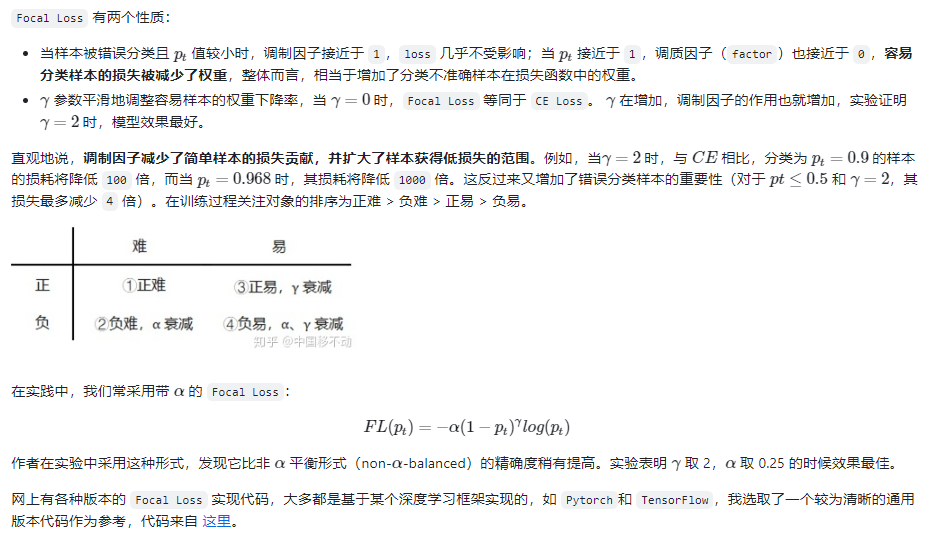 Focal Loss 有两个性质：
当样本被错误分类且 pt 值较小时，调制因子接近于 1，loss 几乎不受影响；当 pt 接近于 1，调质因子（factor）也接近于 0，容易
分类样本的损失被减少了权重，整体而言，相当于增加了分类不准确样本在损失函数中的权重。
γ 参数平滑地调整容易样本的权重下降率，当 γ = 0 时，Focal Loss 等同于 CE Loss。 γ 在增加，调制因子的作用也就增加，实验证明
γ = 2 时，模型效果最好。
直观地说，调制因子减少了简单样本的损失贡献，并扩大了样本获得低损失的范围。例如，当γ = 2 时，与 CE 相比，分类为 pt = 0.9 的样本
的损耗将降低 100 倍，而当 pt = 0.968 时，其损耗将降低 1000 倍。这反过来又增加了错误分类样本的重要性（对于 pt ≤ 0.5 和 γ = 2，其
损失最多减少 4 倍）。在训练过程关注对象的排序为正难 > 负难 > 正易 > 负易。
难 易
正 ①正难 ③正易，γ 衰减
负 ②负难，α 衰减 ④负易，α、γ 衰减
知乎 @中国移不动
在实践中，我们常采用带 α 的 Focal Loss：
FL(pt) = −α(1 − pt)^γ log(pt)
作者在实验中采用这种形式，发现它比非 α 平衡形式（non-α-balanced）的精确度稍有提高。实验表明 γ 取 2，α 取 0.25 的时候效果最佳。
网上有各种版本的 Focal Loss 实现代码，大多都是基于某个深度学习框架实现的，如 Pytorch 和 TensorFlow，我选取了一个较为清晰的通用
版本代码作为参考，代码来自 这里。